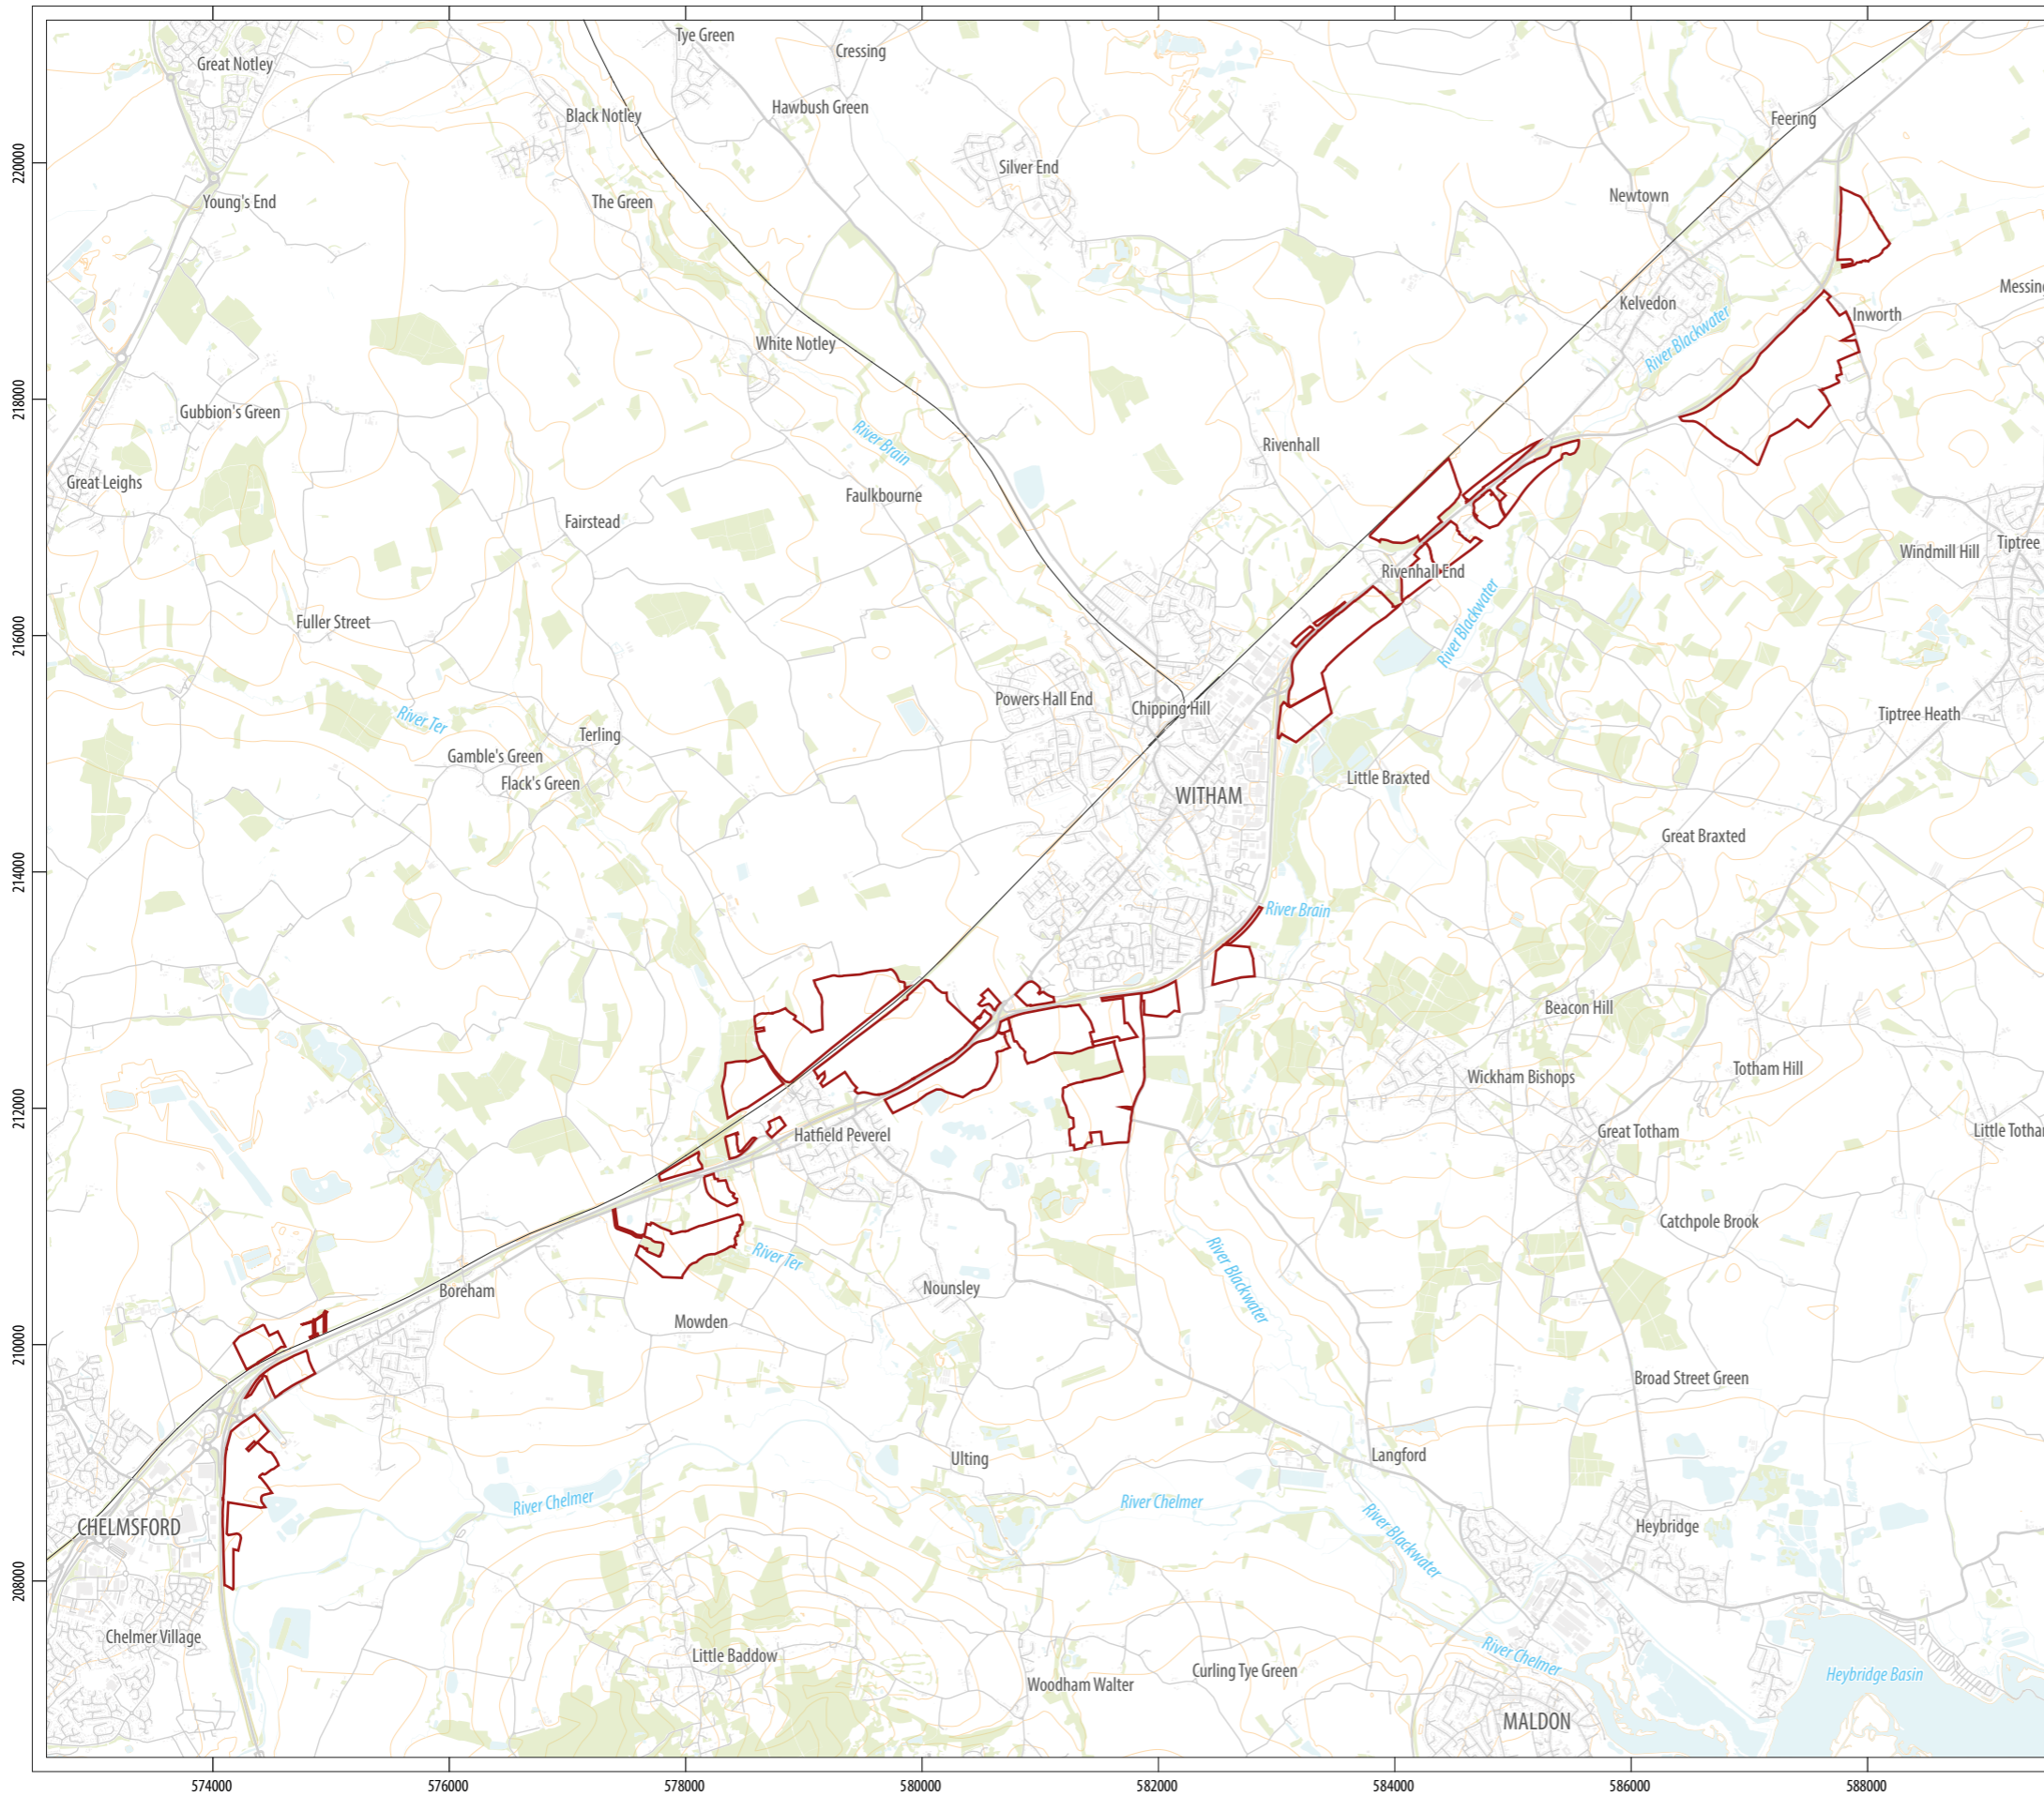 Tye Green
Cressing
Great Notley
Hawbush Green
Black Notley
Feering
220000
Silver End
Young's End
The Green
Newtown
Messin
Kelvedon
Inworth
White Notley
River Blackwater
218000
Gubbion's Green
River Brain
Rivenhall
Great Leighs
Faulkbourne
Fairstead
Windmill Hill
Tiptree
Rivenhall End
Fuller Street
River Blackwater
216000
Powers Hall End
Chipping Hill
River Ter
Tiptree Heath
Terling
Gamble's Green
Flack's Green
Little Braxted
WITHAM
Great Braxted
214000
River Brain
Beacon Hill
Totham Hill
Wickham Bishops
212000
Hatfield Peverel
Great Totham
Little Totha
Catchpole Brook
River Ter
River Blackwater
Nounsley
Boreham
Mowden
210000
Broad Street Green
Ulting
Langford
River Chelmer
River Chelmer
River Blackwater
CHELMSFORD
Heybridge
208000
Chelmer Village
Little Baddow
River Chelmer
Curling Tye Green
Woodham Walter
Heybridge Basin
MALDON
574000
576000
578000
580000
582000
584000
586000
588000